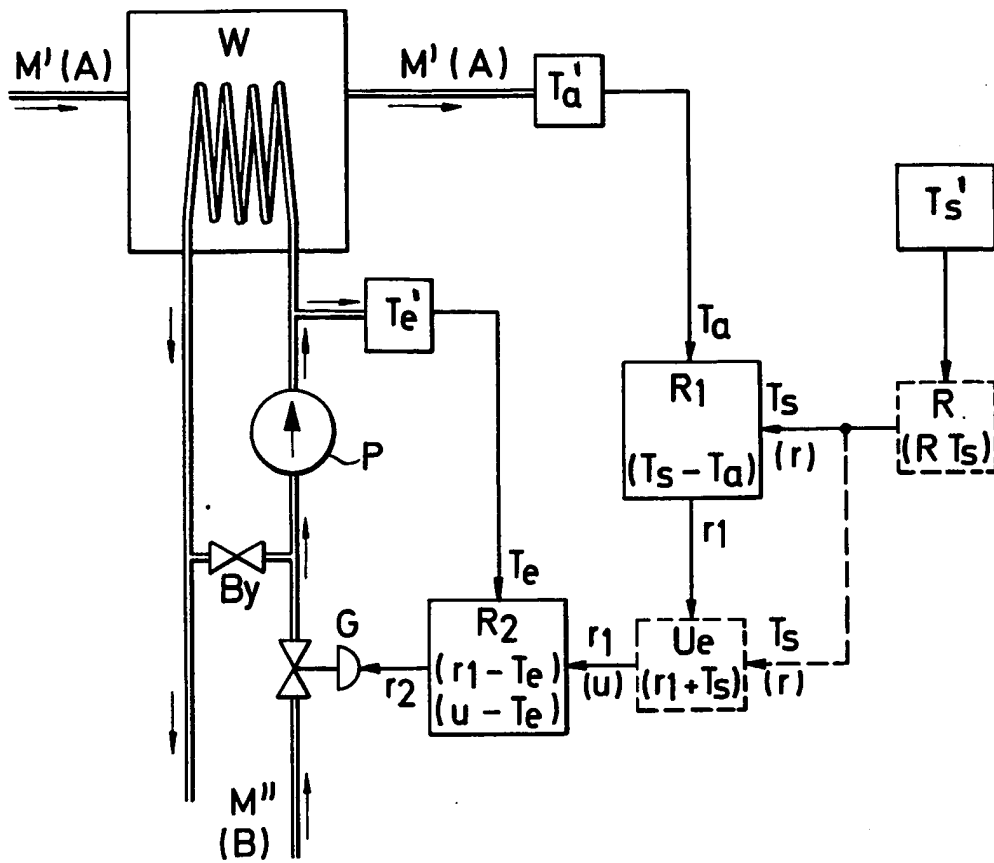 W
M' (A)
M' (A)
Ta'
Ts'
Te'
Ta
R1
(Ts – Ta)
Ts
(r)
R
(R Ts)
P
r1
By
Te
G
R2
(r1 – Te)
(u – Te)
r2
r1
(u)
Ue
(r1 + Ts)
Ts
(r)
M''
(B)